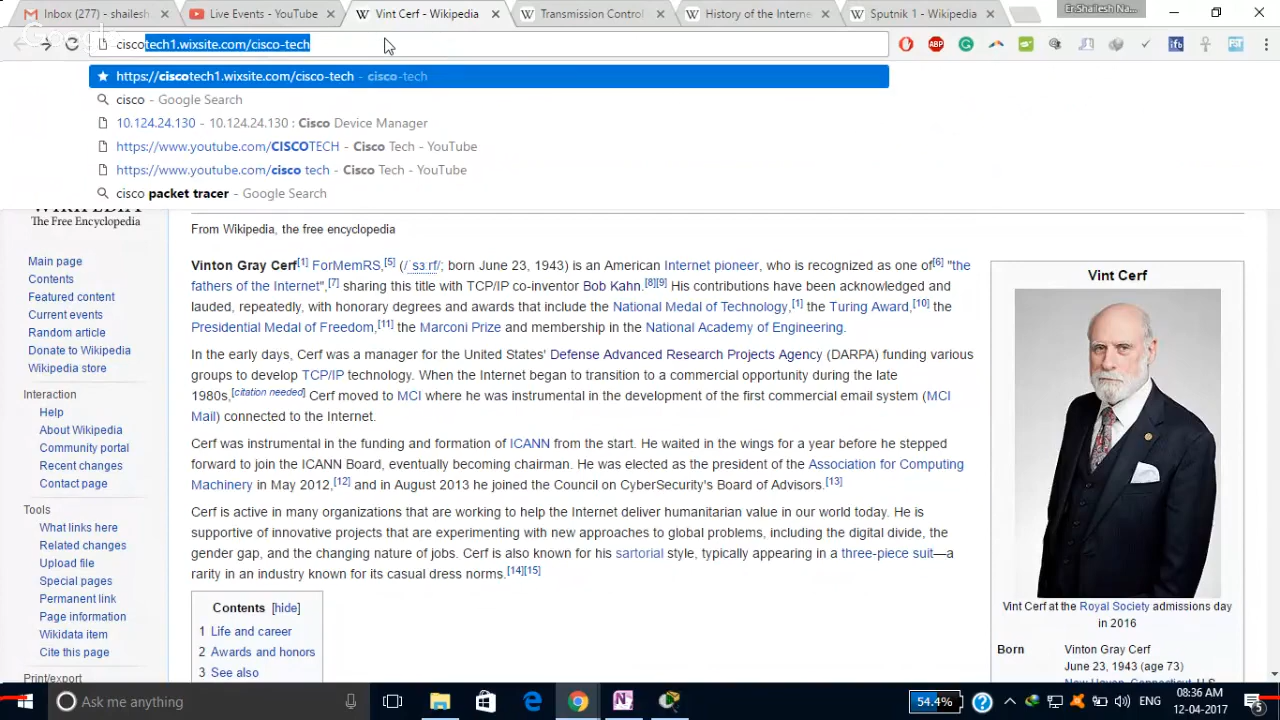 Inbox (277) - shailesh
Live Events - YouTube
Vint Cerf - Wikipedia
Transmission Control
History of the Interne
Sputnik 1 - Wikipedia
Er.Shailesh Na...
Google
ciscotech1.wixsite.com/cisco-tech
ABP
ifb
https://ciscotech1.wixsite.com/cisco-tech - cisco-tech
cisco - Google Search
10.124.24.130 - 10.124.24.130 : Cisco Device Manager
https://www.youtube.com/CISCOTECH - Cisco Tech - YouTube
https://www.youtube.com/cisco tech - Cisco Tech - YouTube
cisco packet tracer - Google Search
WIKIPEDIA
The Free Encyclopedia
Main page
Contents
Featured content
Current events
Random article
Donate to Wikipedia
Wikipedia store
Interaction
Help
About Wikipedia
Community portal
Recent changes
Contact page
Tools
What links here
Related changes
Upload file
Special pages
Permanent link
Page information
Wikidata item
Cite this page
Print/export
From Wikipedia, the free encyclopedia
Vinton Gray Cerf[1] ForMemRS,[5] (/ˈsɜːrf/; born June 23, 1943) is an American Internet pioneer, who is recognized as one of[6] "the
fathers of the Internet",[7] sharing this title with TCP/IP co-inventor Bob Kahn.[8][9] His contributions have been acknowledged and
lauded, repeatedly, with honorary degrees and awards that include the National Medal of Technology,[1] the Turing Award,[10] the
Presidential Medal of Freedom,[11] the Marconi Prize and membership in the National Academy of Engineering.
In the early days, Cerf was a manager for the United States' Defense Advanced Research Projects Agency (DARPA) funding various
groups to develop TCP/IP technology. When the Internet began to transition to a commercial opportunity during the late
1980s,[citation needed] Cerf moved to MCI where he was instrumental in the development of the first commercial email system (MCI
Mail) connected to the Internet.
Cerf was instrumental in the funding and formation of ICANN from the start. He waited in the wings for a year before he stepped
forward to join the ICANN Board, eventually becoming chairman. He was elected as the president of the Association for Computing
Machinery in May 2012,[12] and in August 2013 he joined the Council on CyberSecurity's Board of Advisors.[13]
Cerf is active in many organizations that are working to help the Internet deliver humanitarian value in our world today. He is
supportive of innovative projects that are experimenting with new approaches to global problems, including the digital divide, the
gender gap, and the changing nature of jobs. Cerf is also known for his sartorial style, typically appearing in a three-piece suit—a
rarity in an industry known for its casual dress norms.[14][15]
Contents [hide]
1 Life and career
2 Awards and honors
3 See also
Vint Cerf
Vint Cerf at the Royal Society admissions day
in 2016
Born
Vinton Gray Cerf
June 23, 1943 (age 73)
New Haven, Connecticut, U.S.
Ask me anything
54.4%
ENG
08:36 AM
12-04-2017
5